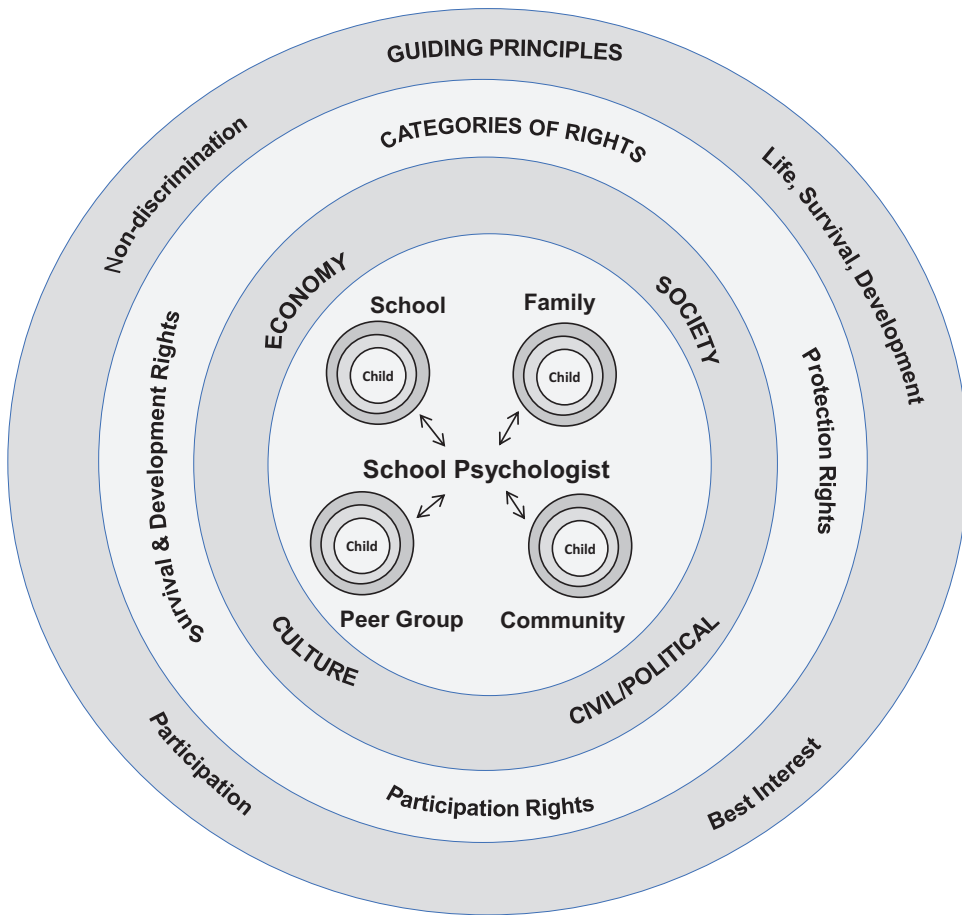 GUIDING PRINCIPLES
Non-discrimination
Life, Survival, Development
Participation
Best Interest
CATEGORIES OF RIGHTS
Survival & Development Rights
Protection Rights
Participation Rights
ECONOMY
SOCIETY
CULTURE
CIVIL/POLITICAL
School
Family
Child
Child
School Psychologist
Child
Child
Peer Group
Community